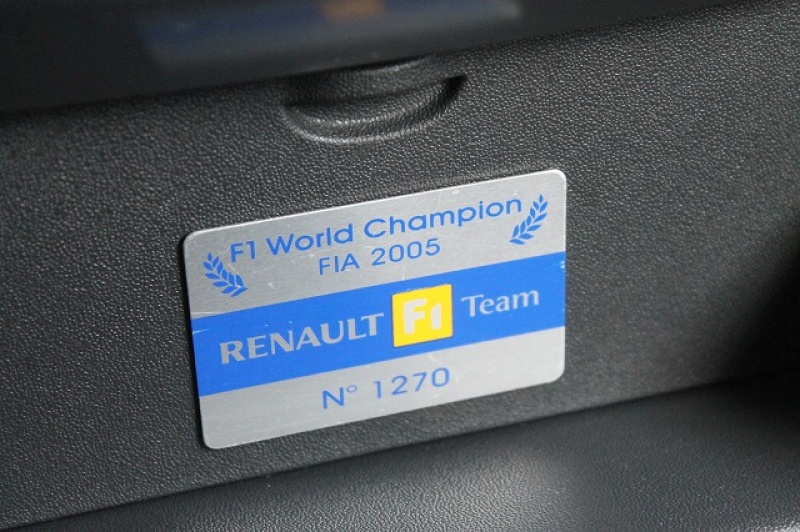 F1 World Champion
FIA 2005
RENAULT F1 Team
N° 1270